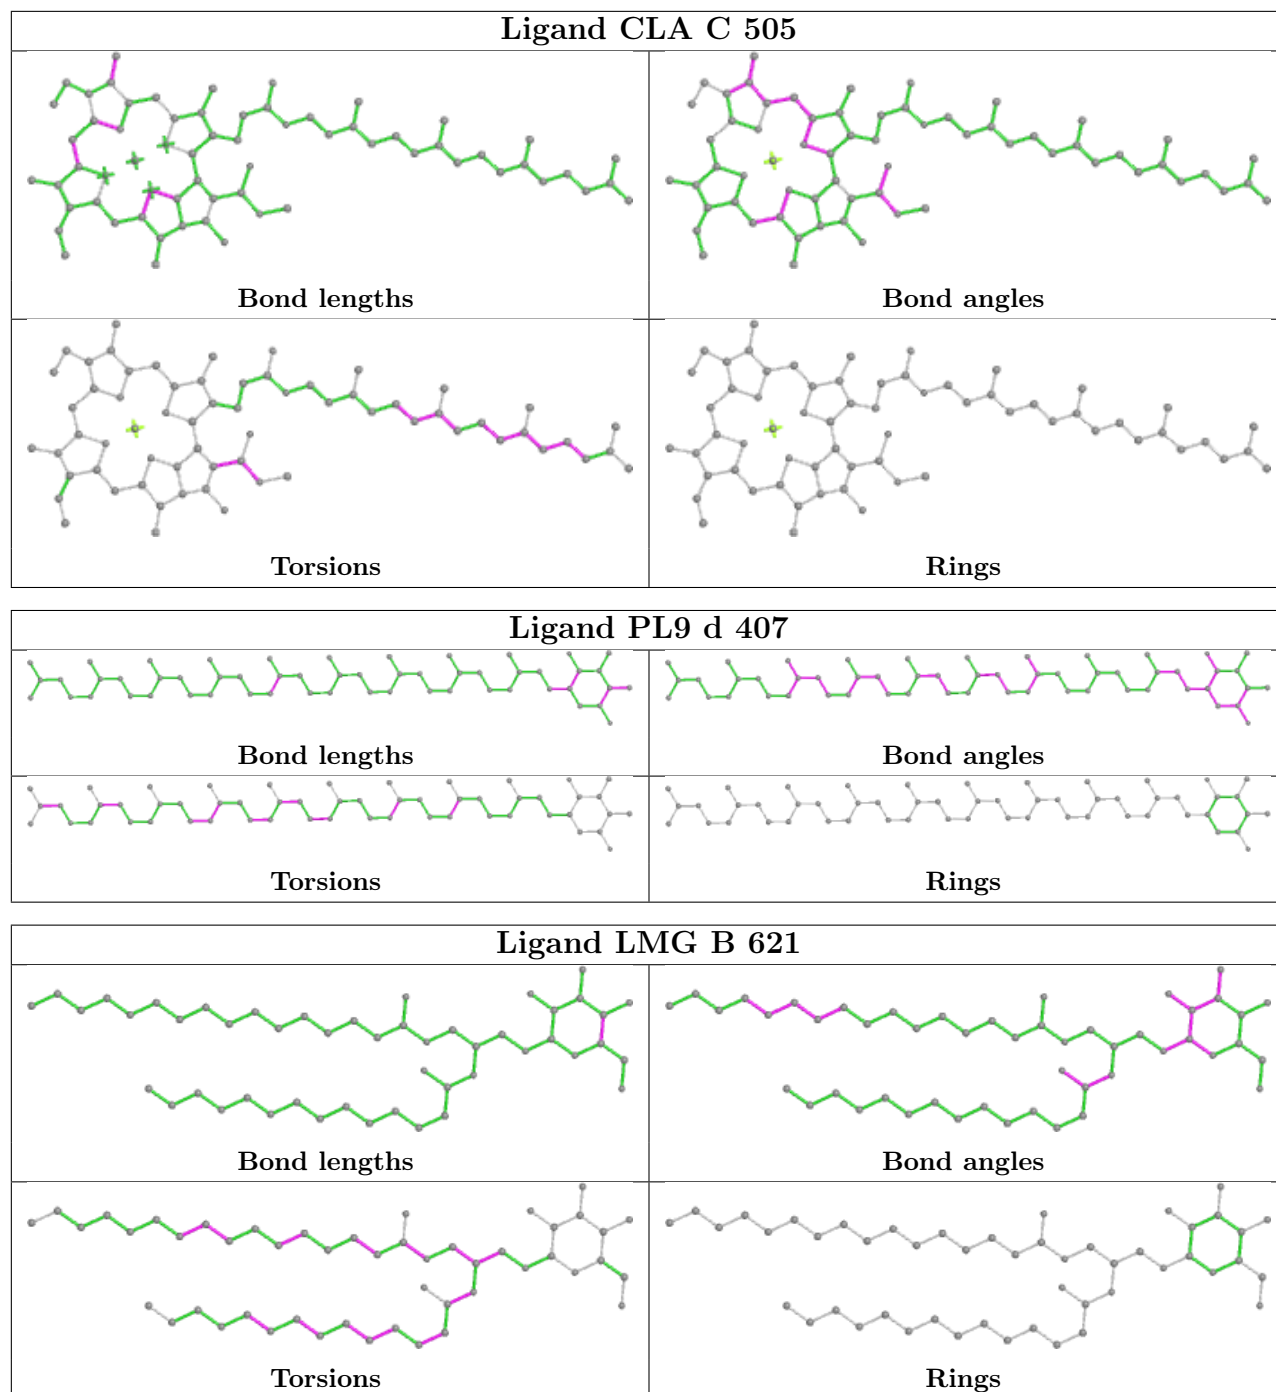 Ligand CLA C 505
Bond lengths
Bond angles
Torsions
Rings
Ligand PL9 d 407
Bond lengths
Bond angles
Torsions
Rings
Ligand LMG B 621
Bond lengths
Bond angles
Torsions
Rings